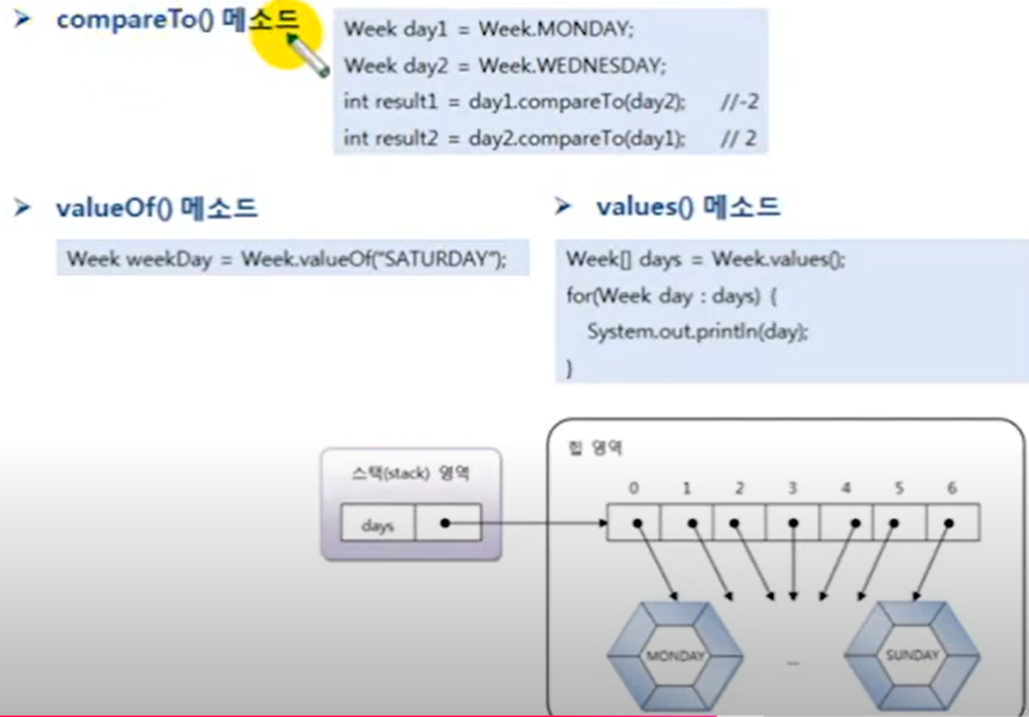 compareTo() 메소드
Week day1 = Week.MONDAY;
Week day2 = Week.WEDNESDAY;
int result1 = day1.compareTo(day2); //-2
int result2 = day2.compareTo(day1); // 2
valueOf() 메소드
Week weekDay = Week.valueOf("SATURDAY");
values() 메소드
Week[] days = Week.values();
for(Week day : days) {
System.out.println(day);
}
스택(stack) 영역
days
힙 영역
0 1 2 3 4 5 6
MONDAY ... SUNDAY